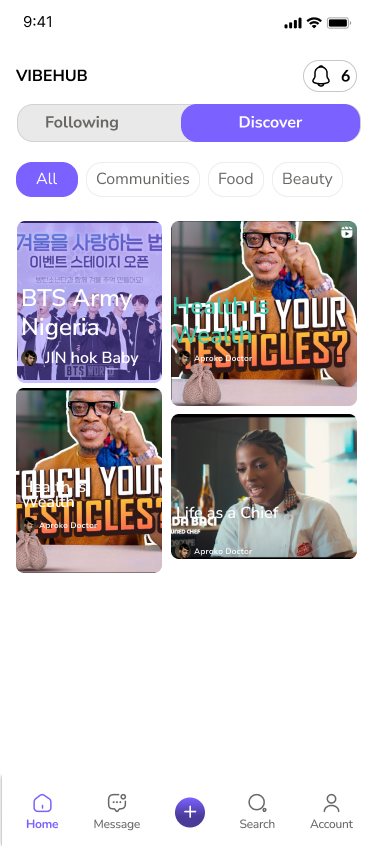 9:41
VIBEHUB
6
Following
Discover
All
Communities
Food
Beauty
겨울을 사랑하는 법
이벤트 스테이지 오픈
BTS Army
Nigeria
JIN hok Baby
BTS WORLD
TOUCH YOUR
TESTICLES?
Health is
Wealth
Aproko Doctor
TOUCH YOUR
TESTICLES?
Health is
Wealth
Aproko Doctor
Life as a Chief
Aproko Doctor
Home
Message
Search
Account